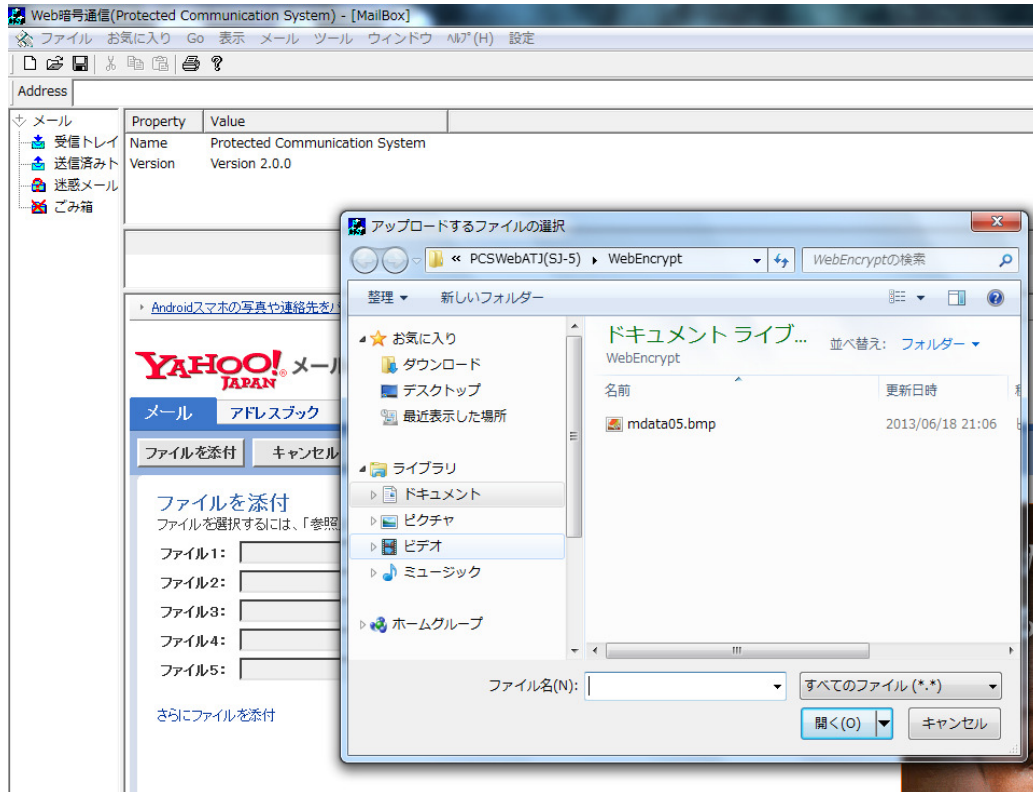 Web暗号通信(Protected Communication System) - [MailBox]
ファイル お気に入り Go 表示 メール ツール ウィンドウ ﾍﾙﾌﾟ(H) 設定
Address
メール
受信トレイ
送信済みト
迷惑メール
ごみ箱
Property Value
Name Protected Communication System
Version Version 2.0.0
Androidスマホの写真や連絡先を
YAHOO! メー
JAPAN
メール アドレスブック
ファイルを添付 キャンセル
ファイルを添付
ファイルを選択するには、「参照
ファイル1:
ファイル2:
ファイル3:
ファイル4:
ファイル5:
さらにファイルを添付
アップロードするファイルの選択
« PCSWebATJ(SJ-5) WebEncrypt
WebEncryptの検索
整理 新しいフォルダー
お気に入り
ダウンロード
デスクトップ
最近表示した場所
ライブラリ
ドキュメント
ピクチャ
ビデオ
ミュージック
ホームグループ
ドキュメント ライブ...
WebEncrypt
並べ替え: フォルダー
名前 更新日時
mdata05.bmp 2013/06/18 21:06
ファイル名(N):
すべてのファイル (*.*)
開く(O) キャンセル